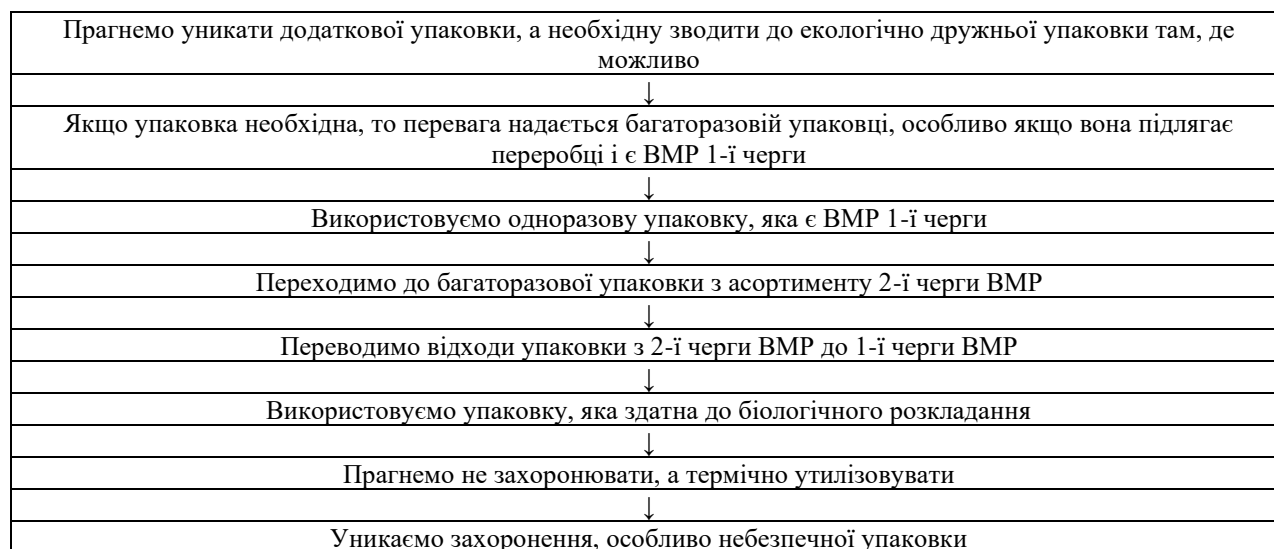 Прагнемо уникати додаткової упаковки, а необхідну зводити до екологічно дружньої упаковки там, де
можливо
↓
Якщо упаковка необхідна, то перевага надається багаторазовій упаковці, особливо якщо вона підлягає
переробці і є ВМР 1-ї черги
↓
Використовуємо одноразову упаковку, яка є ВМР 1-ї черги
↓
Переходимо до багаторазової упаковки з асортименту 2-ї черги ВМР
↓
Переводимо відходи упаковки з 2-ї черги ВМР до 1-ї черги ВМР
↓
Використовуємо упаковку, яка здатна до біологічного розкладання
↓
Прагнемо не захоронювати, а термічно утилізовувати
↓
Уникаємо захоронення, особливо небезпечної упаковки